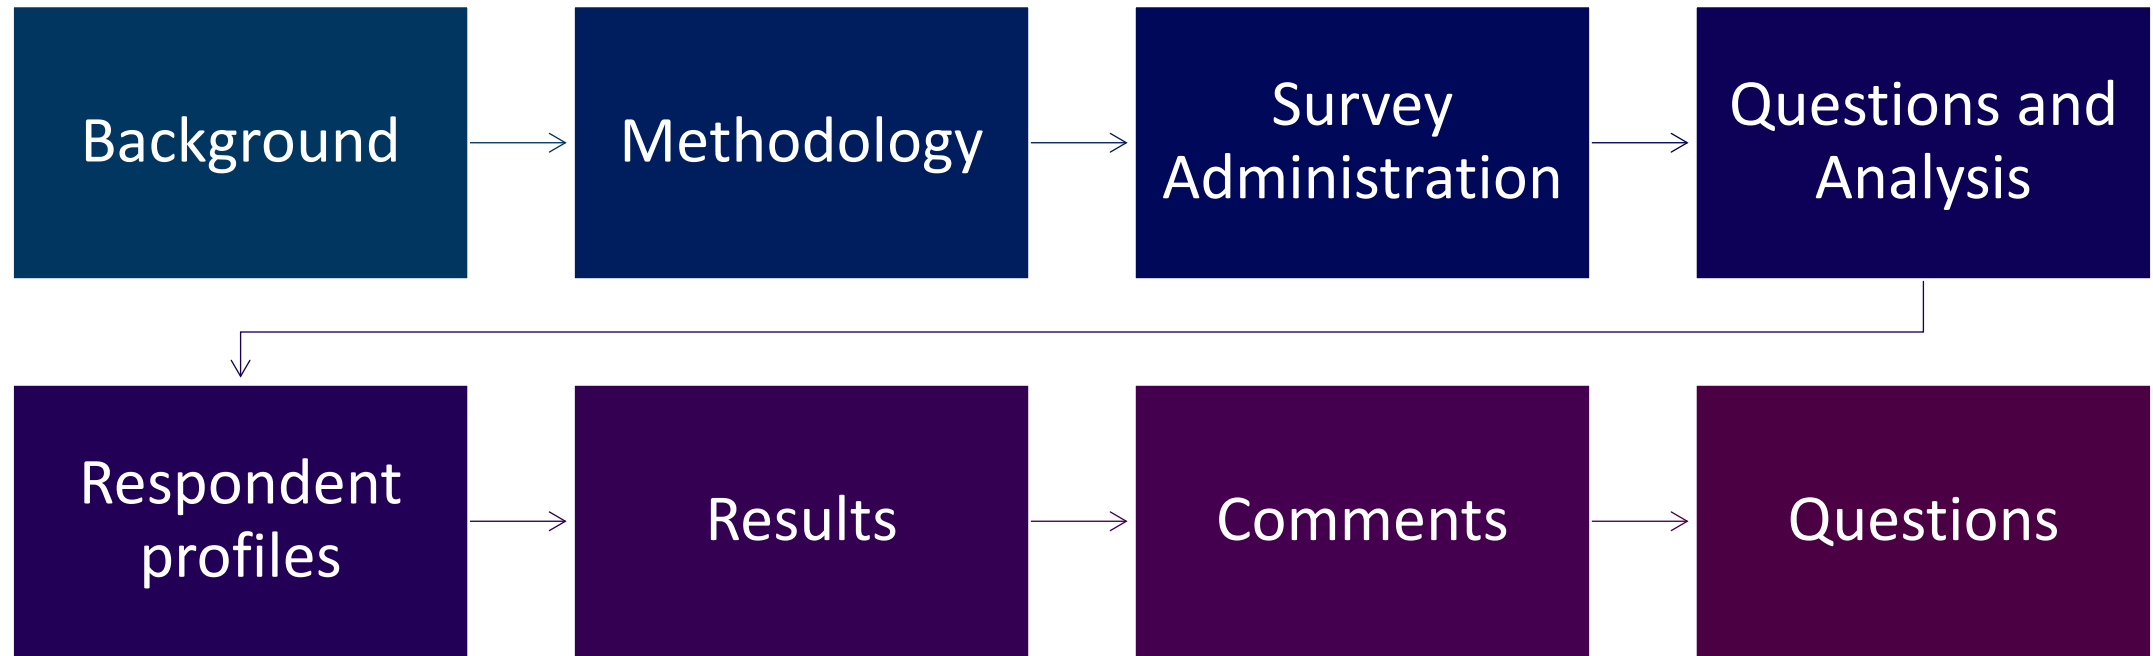 Background
Methodology
Survey
Administration
Questions and
Analysis
Respondent
profiles
Results
Comments
Questions